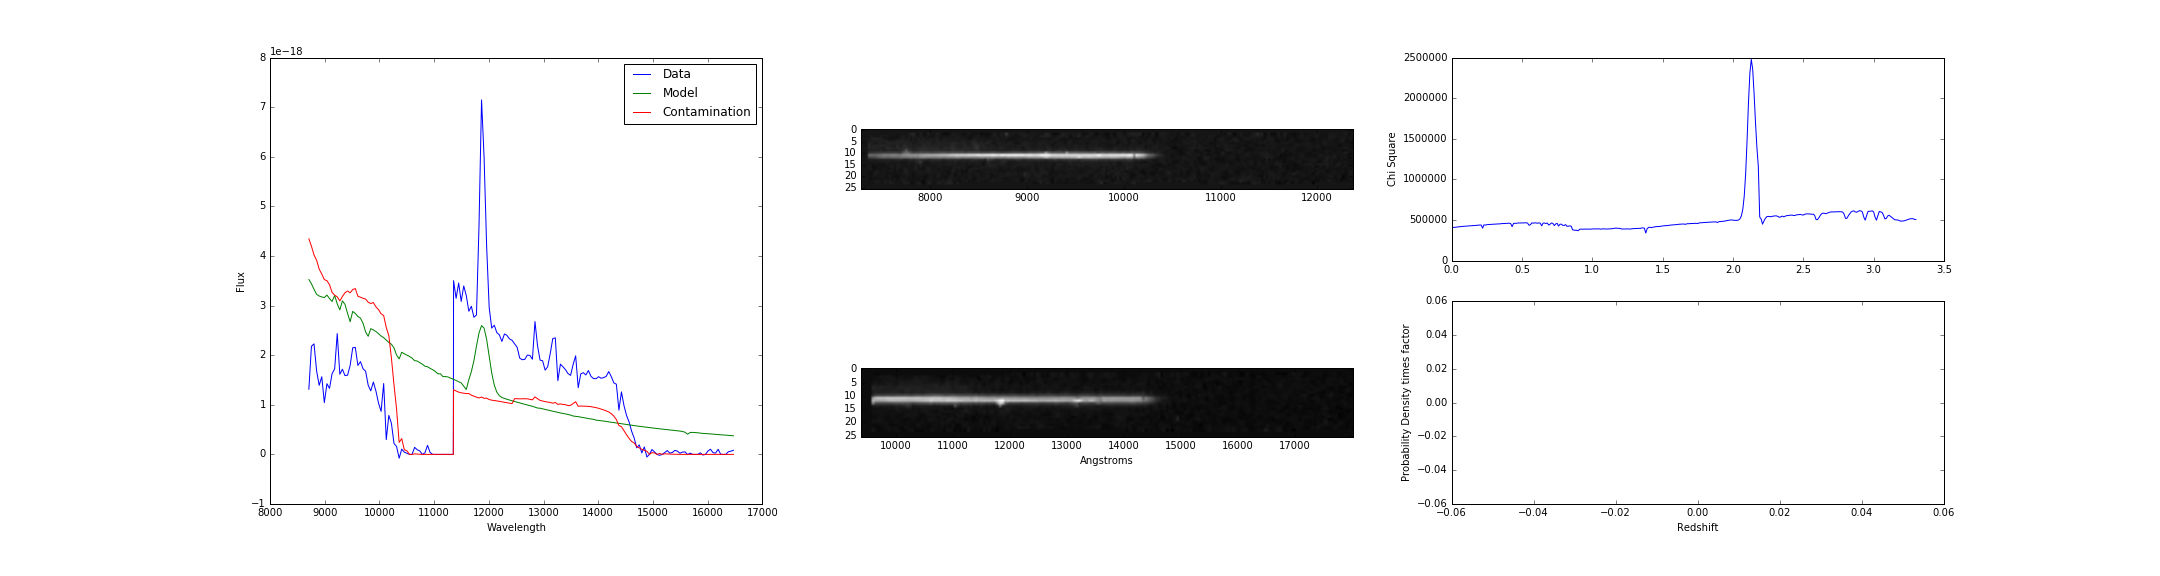 1e−18
8
7
6
5
4
3
2
1
0
−1
Flux
8000 9000 10000 11000 12000 13000 14000 15000 16000 17000
Wavelength
Data
Model
Contamination
0
5
10
15
20
25
8000 9000 10000 11000 12000
0
5
10
15
20
25
10000 11000 12000 13000 14000 15000 16000 17000
Angstroms
2500000
2000000
1500000
1000000
500000
0
Chi Square
0.0 0.5 1.0 1.5 2.0 2.5 3.0 3.5
0.06
0.04
0.02
0.00
−0.02
−0.04
−0.06
Probability Density times factor
−0.06 −0.04 −0.02 0.00 0.02 0.04 0.06
Redshift